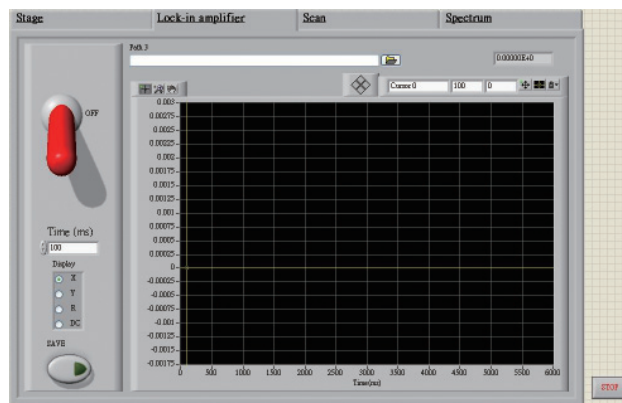 Stage
Lock-in amplifier
Scan
Spectrum
Path 3
0.00000E+0
OFF
Cursor 0
100
0
0.003
0.00275
0.0025
0.00225
0.002
0.00175
0.0015
0.00125
0.001
0.00075
0.0005
0.00025
0
-0.00025
-0.0005
-0.00075
-0.001
-0.00125
-0.0015
-0.00175
0 500 1000 1500 2000 2500 3000 3500 4000 4500 5000 5500 6000
Time(ms)
Time (ms)
100
Display
X
Y
R
DC
SAVE
STOP